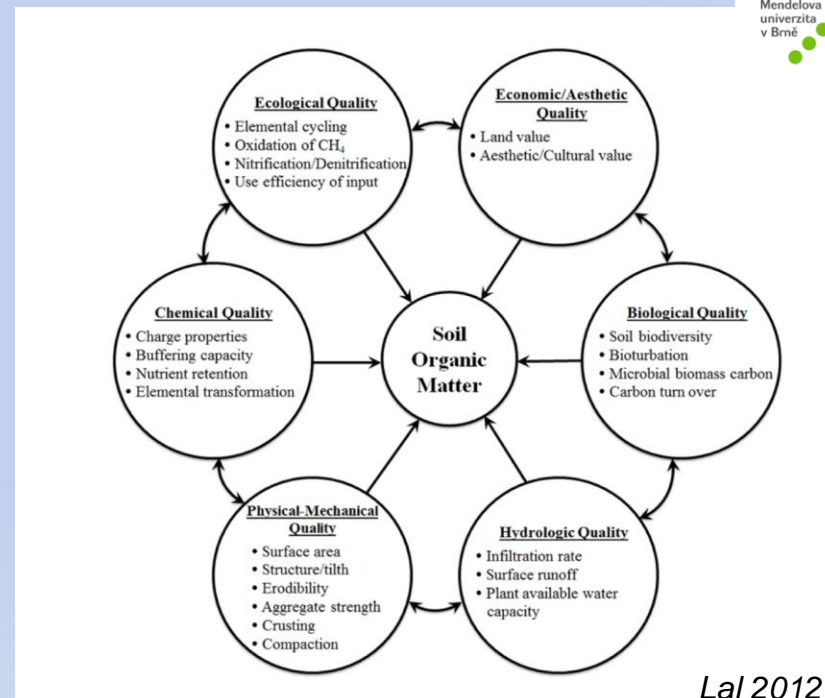 Mendelova
univerzita
v Brně
Ecological Quality
• Elemental cycling
• Oxidation of CH₄
• Nitrification/Denitrification
• Use efficiency of input
Economic/Aesthetic
Quality
• Land value
• Aesthetic/Cultural value
Chemical Quality
• Charge properties
• Buffering capacity
• Nutrient retention
• Elemental transformation
Soil
Organic
Matter
Biological Quality
• Soil biodiversity
• Bioturbation
• Microbial biomass carbon
• Carbon turn over
Physical-Mechanical
Quality
• Surface area
• Structure/tilth
• Erodibility
• Aggregate strength
• Crusting
• Compaction
Hydrologic Quality
• Infiltration rate
• Surface runoff
• Plant available water
capacity
Lal 2012